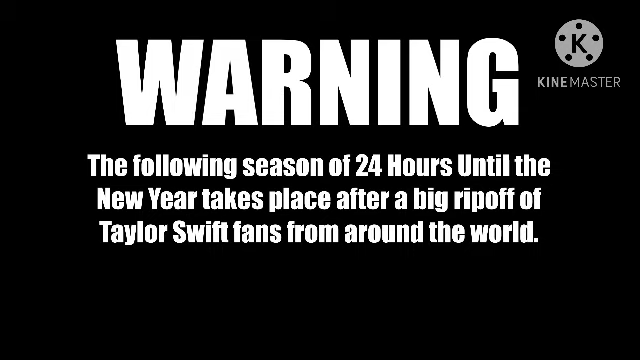 WARNING
K
KINEMASTER
The following season of 24 Hours Until the
New Year takes place after a big ripoff of
Taylor Swift fans from around the world.